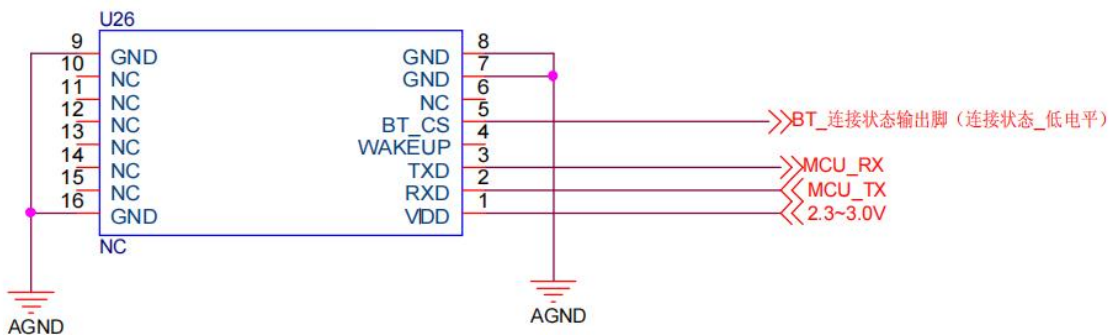 U26
9 GND GND 8
10 NC GND 7
11 NC NC 6
12 NC BT_CS 5 BT_连接状态输出脚（连接状态_低电平）
13 NC WAKEUP 4
14 NC TXD 3 MCU_RX
15 NC RXD 2 MCU_TX
16 GND VDD 1 2.3~3.0V
NC
AGND
AGND